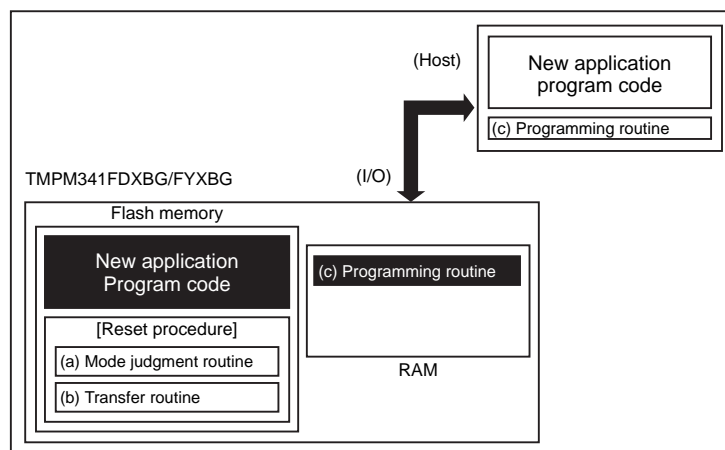 (Host)
New application
program code
(c) Programming routine
(I/O)
TMPM341FDXBG/FYXBG
Flash memory
New application
Program code
[Reset procedure]
(a) Mode judgment routine
(b) Transfer routine
(c) Programming routine
RAM